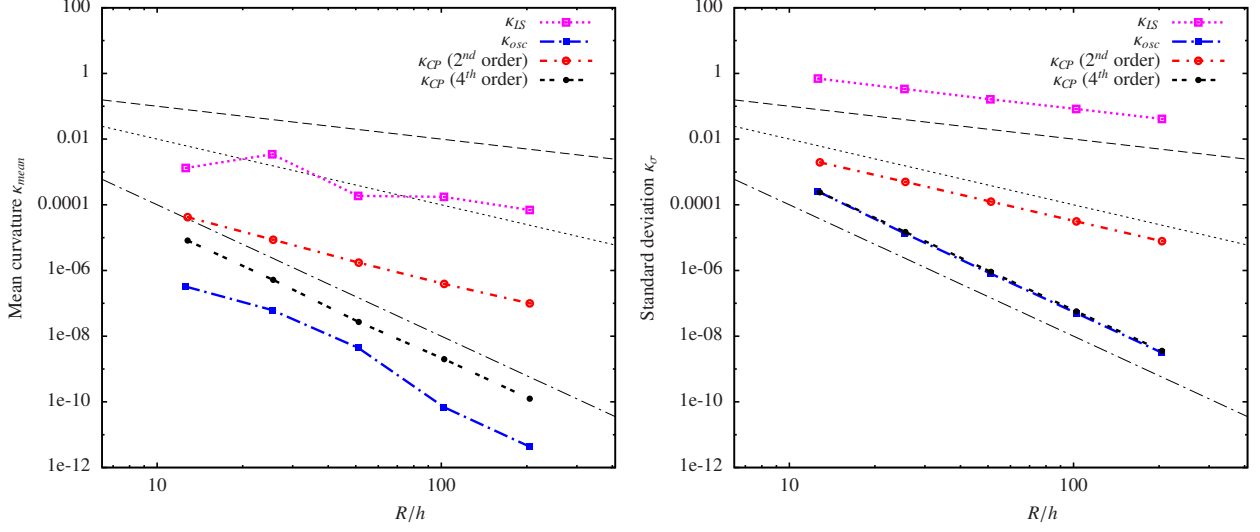 100
1
0.01
0.0001
1e-06
1e-08
1e-10
1e-12
10
100
Mean curvature κmean
R/h
κLS
κosc
κCP (2nd order)
κCP (4th order)
100
1
0.01
0.0001
1e-06
1e-08
1e-10
1e-12
10
100
Standard deviation κσ
R/h
κLS
κosc
κCP (2nd order)
κCP (4th order)